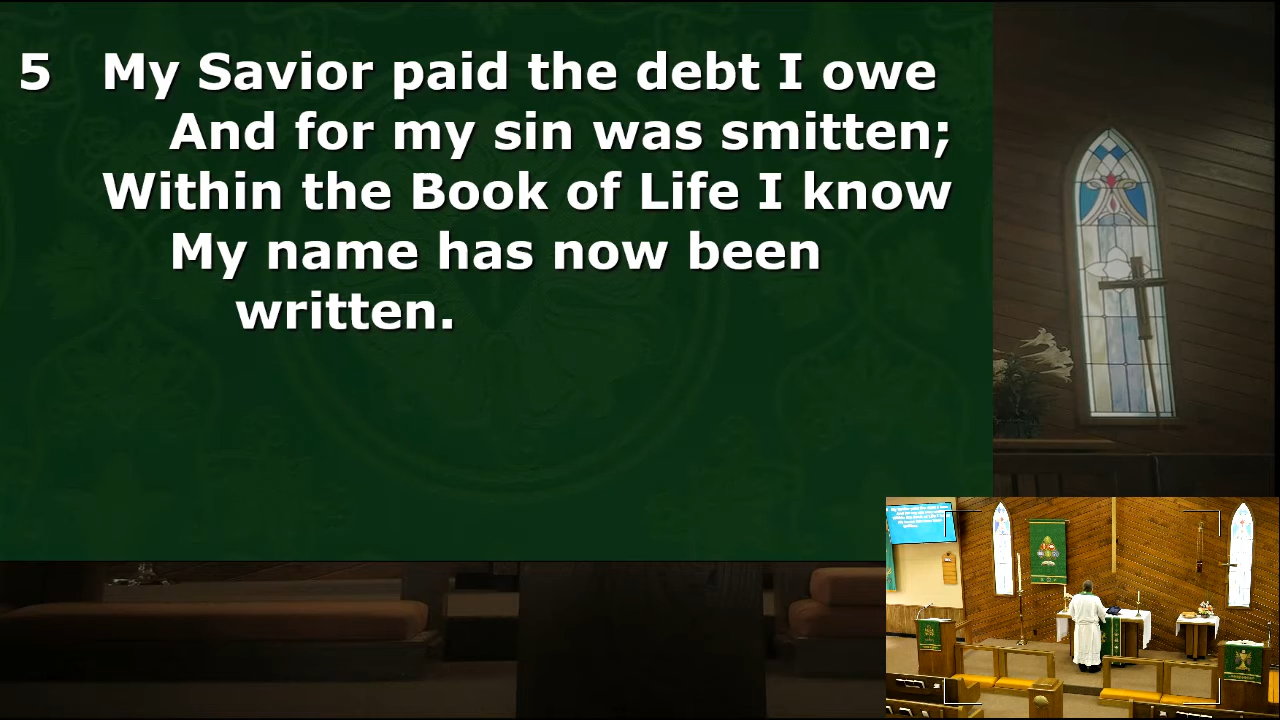 5 My Savior paid the debt I owe
And for my sin was smitten;
Within the Book of Life I know
My name has now been
written.